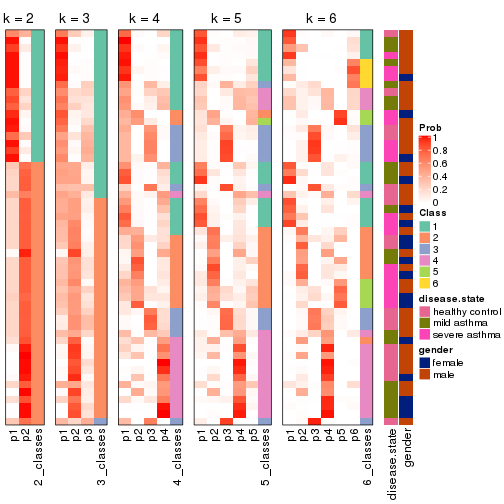 k = 2
k = 3
k = 4
k = 5
k = 6
Prob
1
0.8
0.6
0.4
0.2
0
Class
1
2
3
4
5
6
disease.state
healthy control
mild asthma
severe asthma
gender
female
male
p1
p2
2_classes
p1
p2
p3
3_classes
p1
p2
p3
p4
4_classes
p1
p2
p3
p4
p5
5_classes
p1
p2
p3
p4
p5
p6
6_classes
disease.state
gender